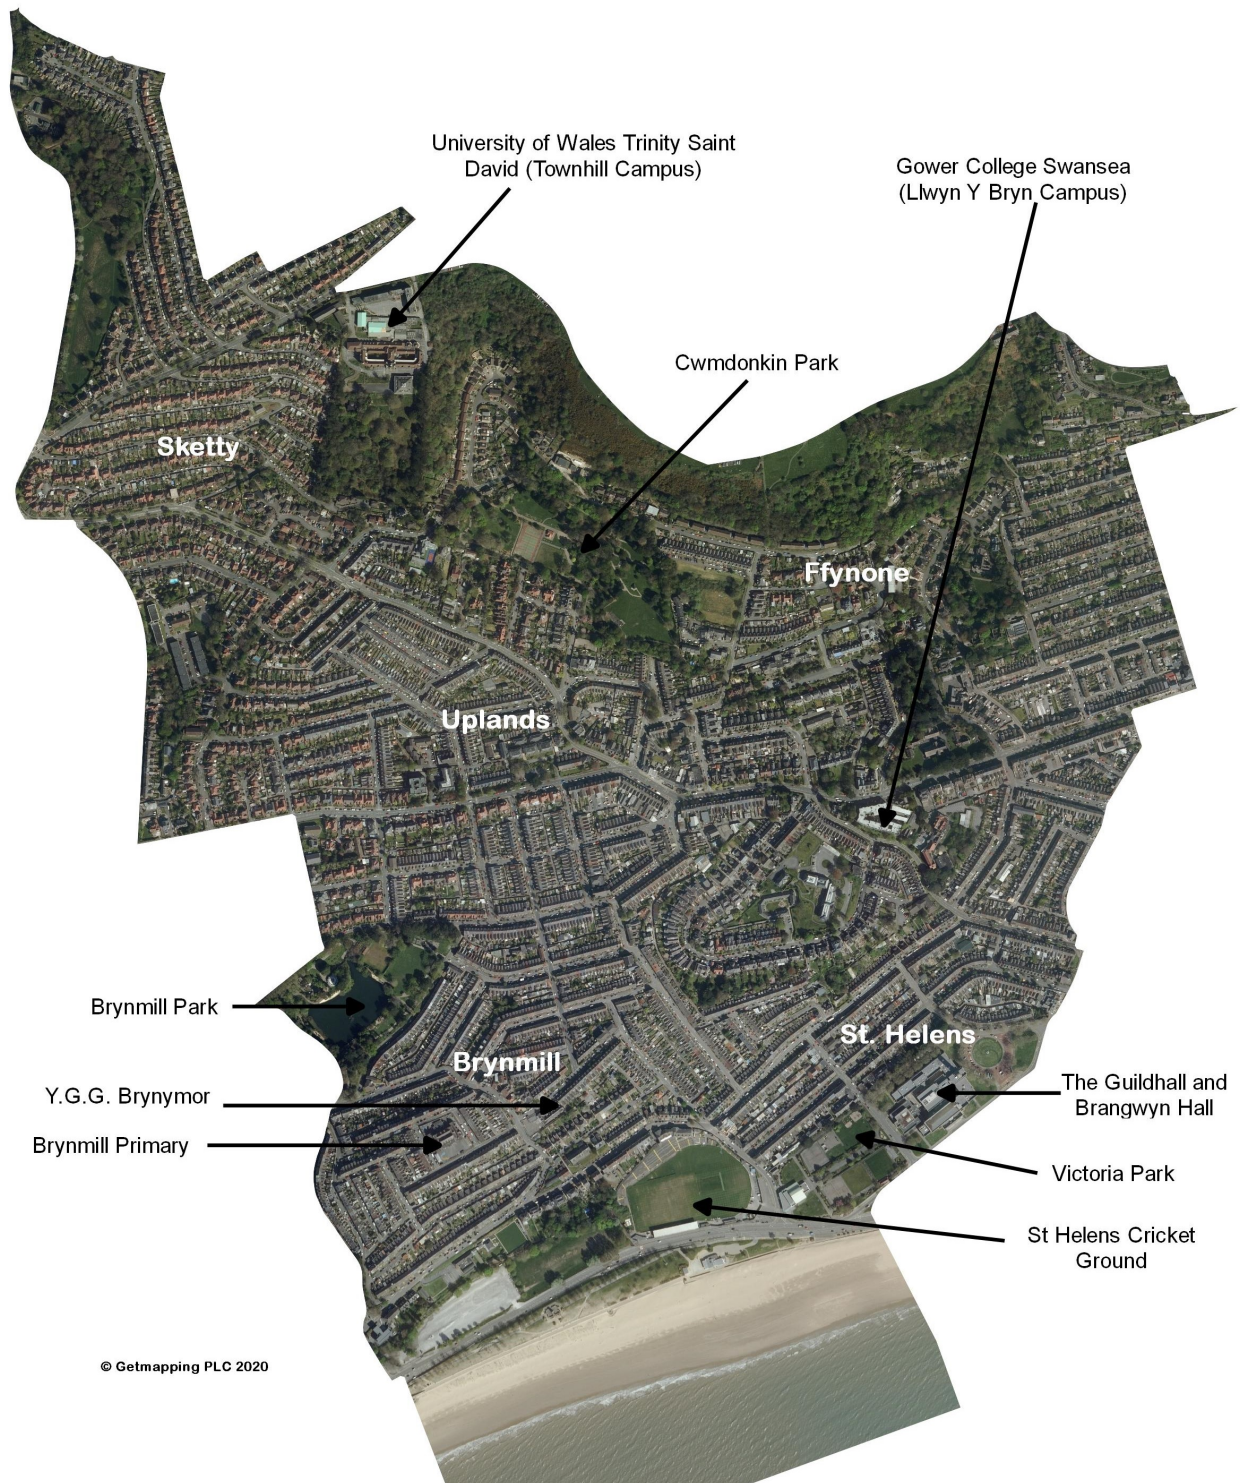 University of Wales Trinity Saint
David (Townhill Campus)
Gower College Swansea
(Llwyn Y Bryn Campus)
Cwmdonkin Park
Sketty
Ffynone
Uplands
Brynmill Park
St. Helens
Brynmill
Y.G.G. Brynymor
The Guildhall and
Brangwyn Hall
Brynmill Primary
Victoria Park
St Helens Cricket
Ground
© Getmapping PLC 2020